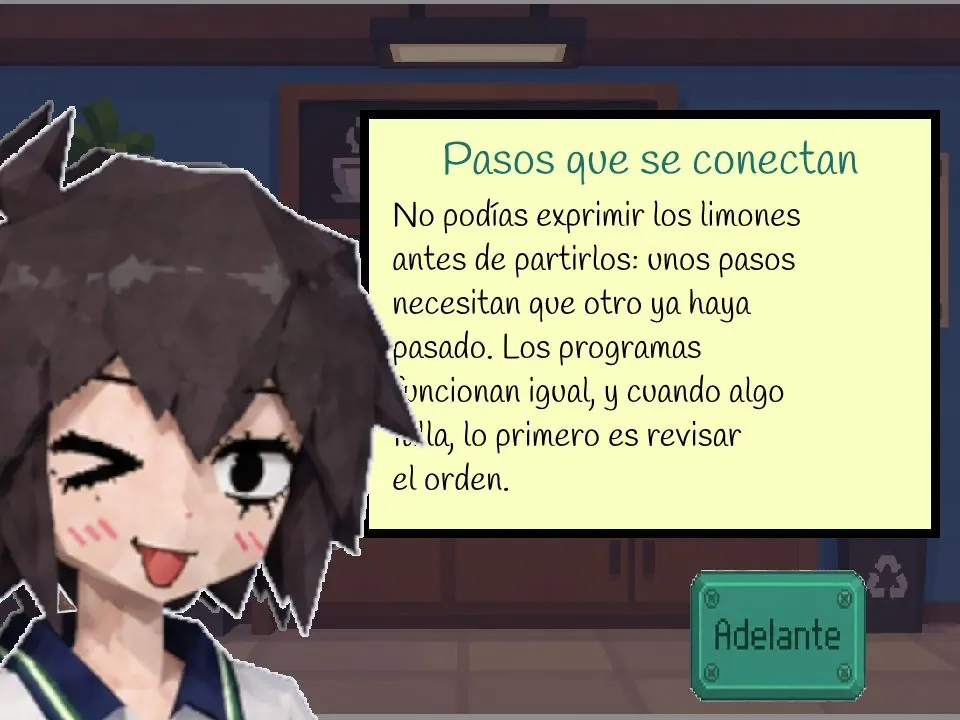 Pasos que se conectan
No podías exprimir los limones
antes de partirlos: unos pasos
necesitan que otro ya haya
pasado. Los programas
funcionan igual, y cuando algo
falla, lo primero es revisar
el orden.
Adelante